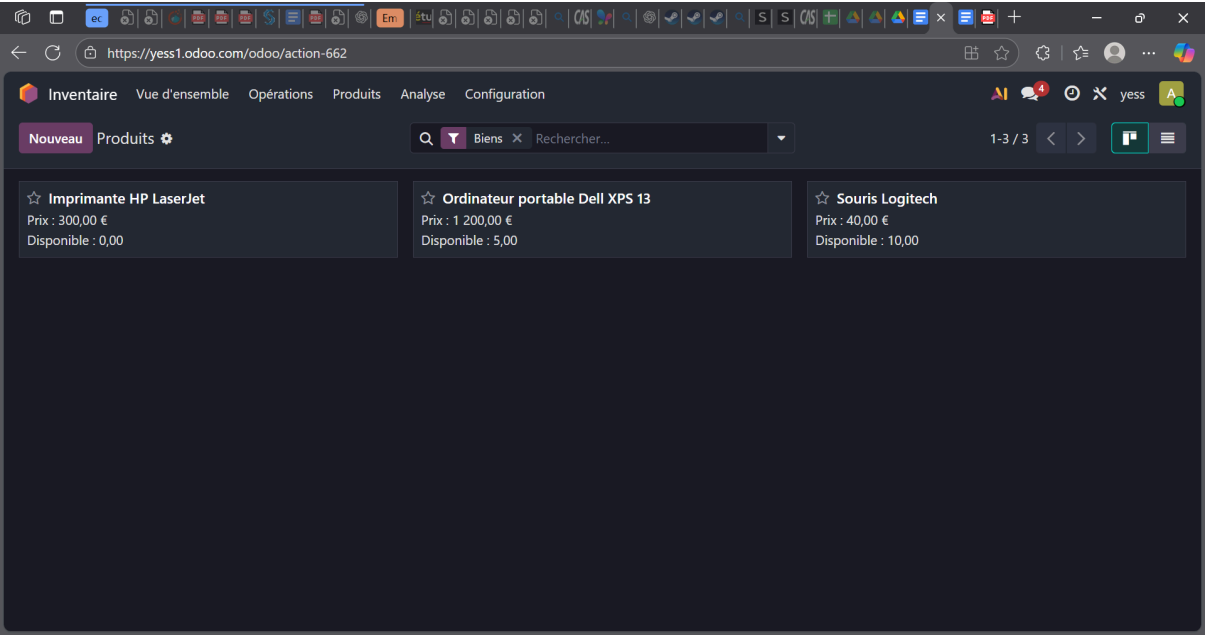 ec
Em
étu
https://yess1.odoo.com/odoo/action-662
Inventaire Vue d'ensemble Opérations Produits Analyse Configuration AI 4 yess A
Nouveau Produits Biens Rechercher... 1-3 / 3
Imprimante HP LaserJet
Prix : 300,00 €
Disponible : 0,00
Ordinateur portable Dell XPS 13
Prix : 1 200,00 €
Disponible : 5,00
Souris Logitech
Prix : 40,00 €
Disponible : 10,00